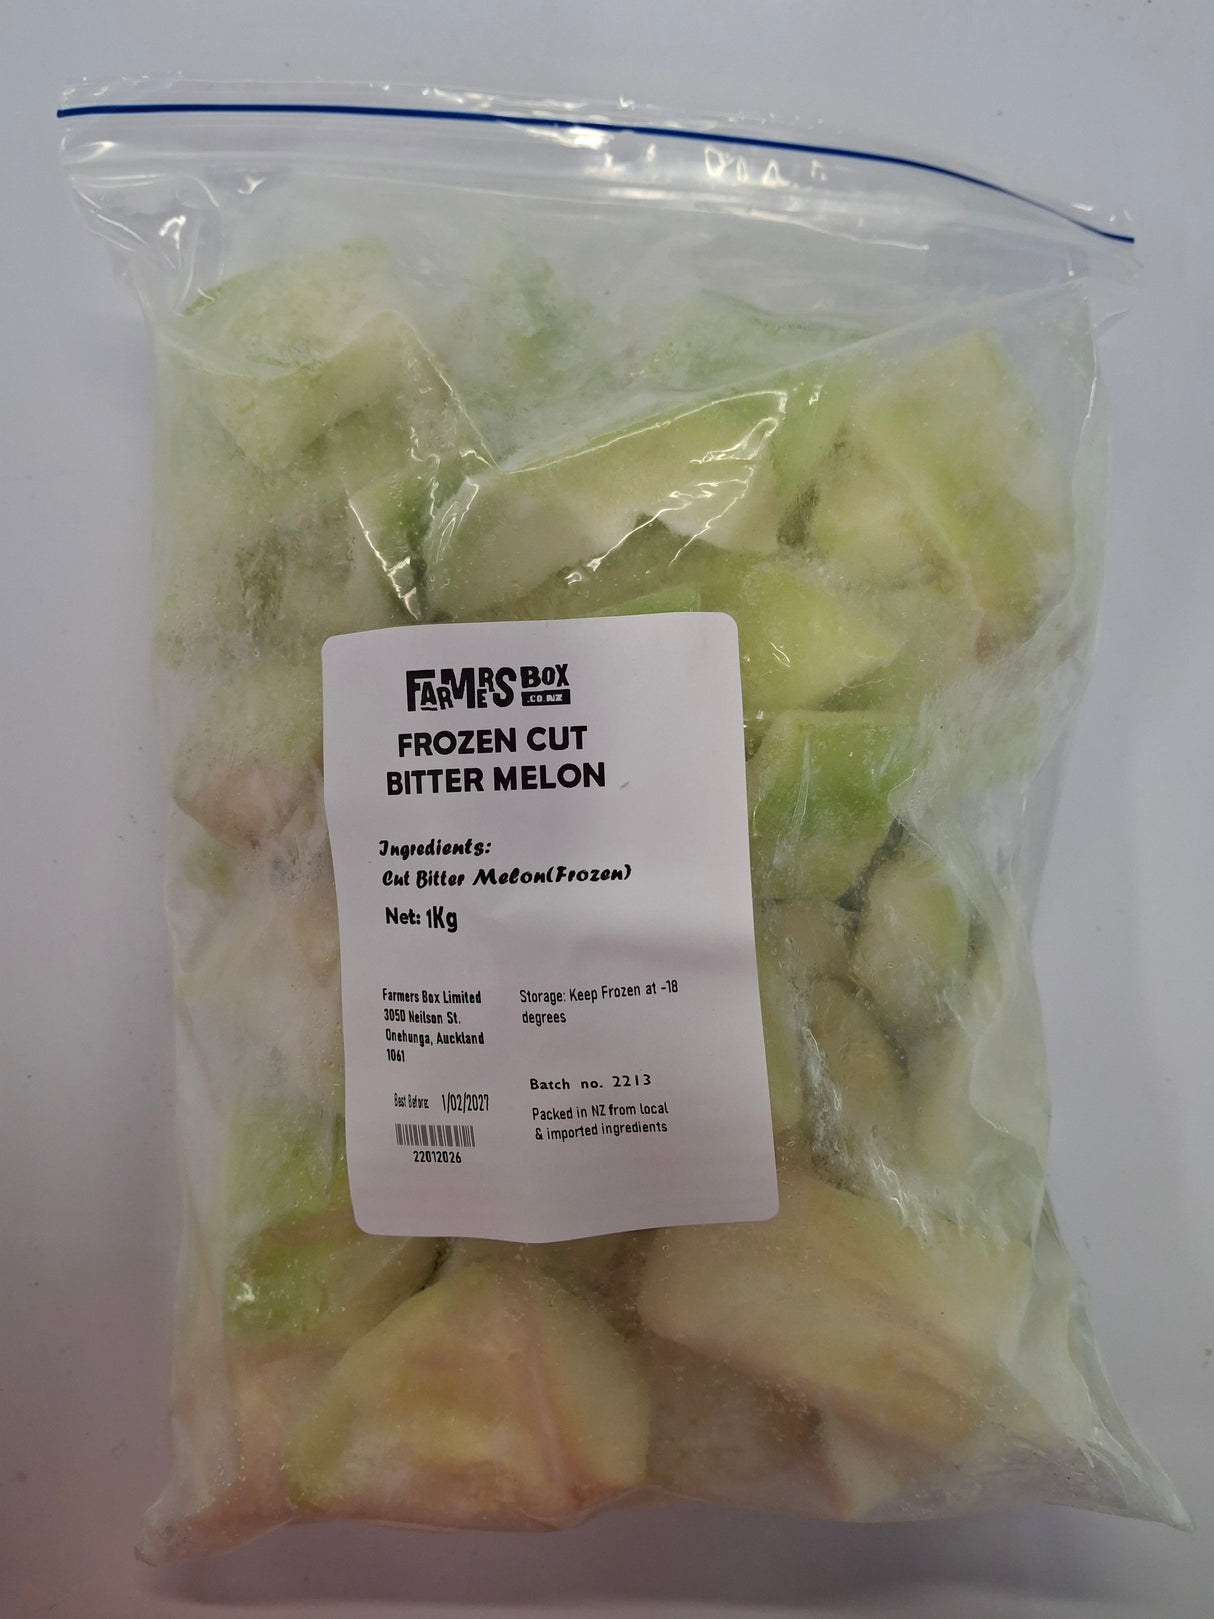 FARMERS BOX
.CO.NZ
FROZEN CUT
BITTER MELON
Ingredients:
Cut Bitter Melon(Frozen)
Net: 1Kg
Farmers Box Limited
305D Neilson St.
Onehunga, Auckland
1061
Storage: Keep Frozen at -18
degrees
Batch no. 2213
Packed in NZ from local
& imported ingredients
Best Before: 1/02/2027
22012026